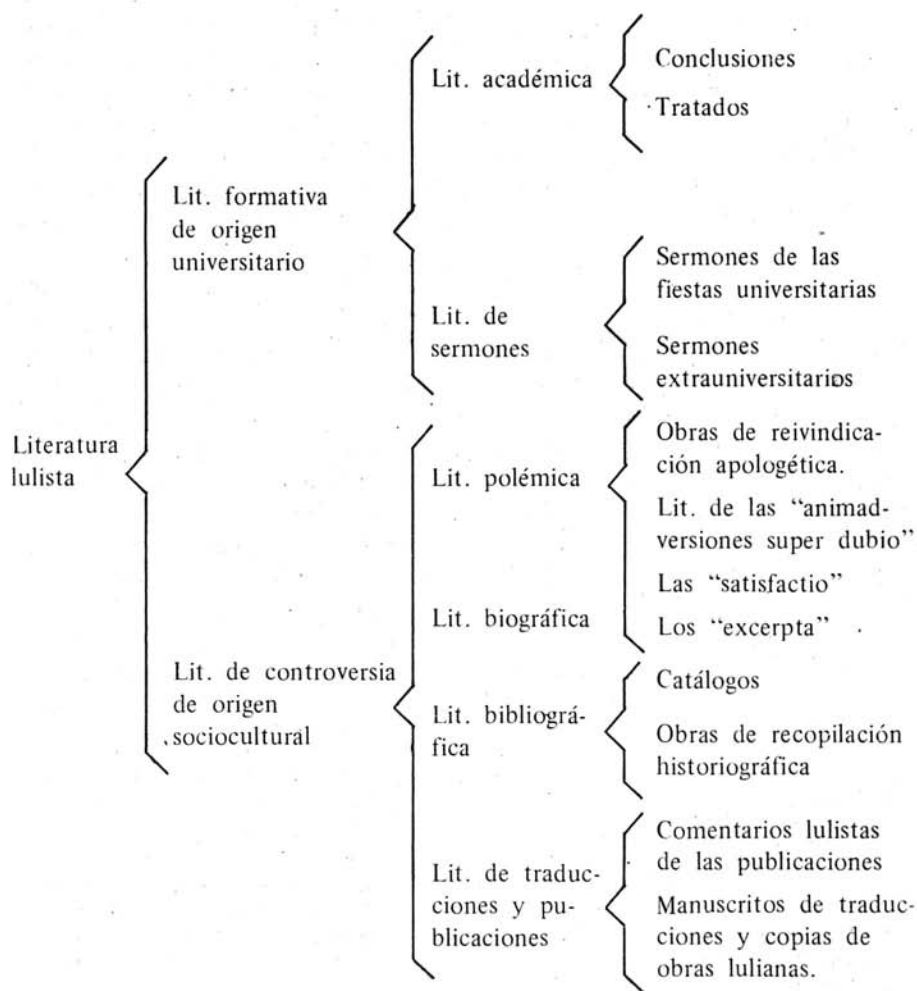 Literatura
lulista
Lit. formativa
de origen
universitario
Lit. académica
Conclusiones
Tratados
Lit. de
sermones
Sermones de las
fiestas universitarias
Sermones
extrauniversitarios
Lit. de controversia
de origen
sociocultural
Lit. polémica
Obras de reivindica-
ción apologética.
Lit. de las “animad-
versiones super dubio”
Las “satisfactio”
Los “excerpta”
Lit. biográfica
Lit. bibliográ-
fica
Catálogos
Obras de recopilación
historiográfica
Lit. de traduc-
ciones y pu-
blicaciones
Comentarios lulistas
de las publicaciones
Manuscritos de traduc-
ciones y copias de
obras lulianas.